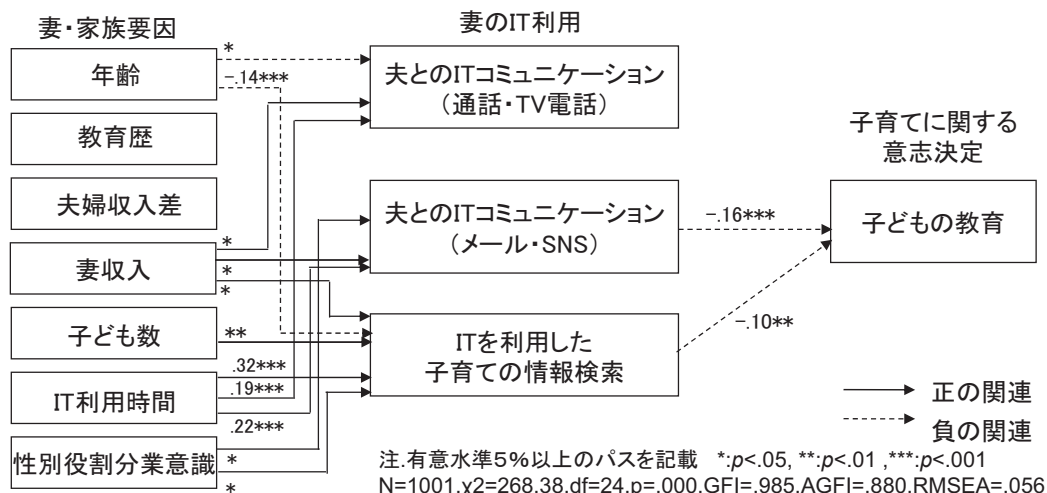 妻・家族要因
妻のIT利用
子育てに関する
意志決定
年齢
教育歴
夫婦収入差
妻収入
子ども数
IT利用時間
性別役割分業意識
*
-.14***
*
*
*
**
.32***
.19***
.22***
*
*
夫とのITコミュニケーション
(通話・TV電話)
夫とのITコミュニケーション
(メール・SNS)
ITを利用した
子育ての情報検索
-.16***
-.10**
子どもの教育
正の関連
負の関連
注.有意水準5%以上のパスを記載 *:p<.05, **:p<.01 ,***:p<.001
N=1001,x2=268.38,df=24,p=.000,GFI=.985,AGFI=.880,RMSEA=.056